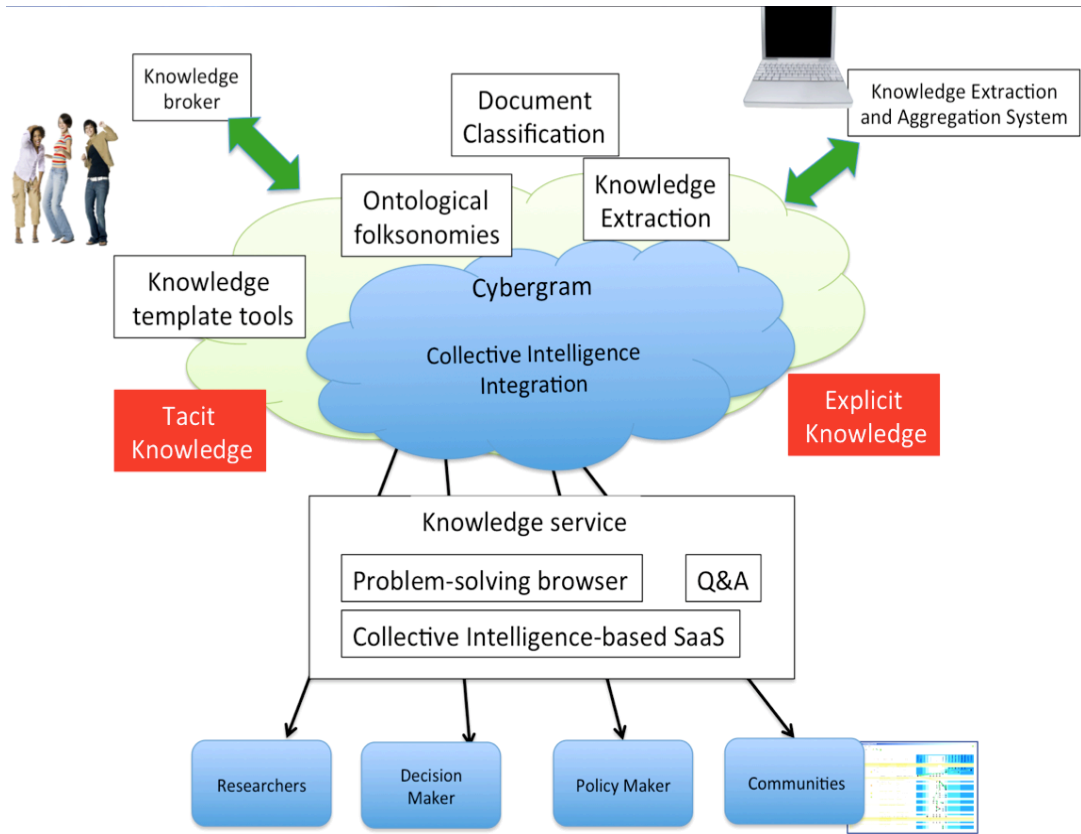 Knowledge
broker
Document
Classification
Knowledge Extraction
and Aggregation System
Ontological
folksonomies
Knowledge
Extraction
Knowledge
template tools
Cybergram
Collective Intelligence
Integration
Tacit
Knowledge
Explicit
Knowledge
Knowledge service
Problem-solving browser
Q&A
Collective Intelligence-based SaaS
Researchers
Decision
Maker
Policy Maker
Communities